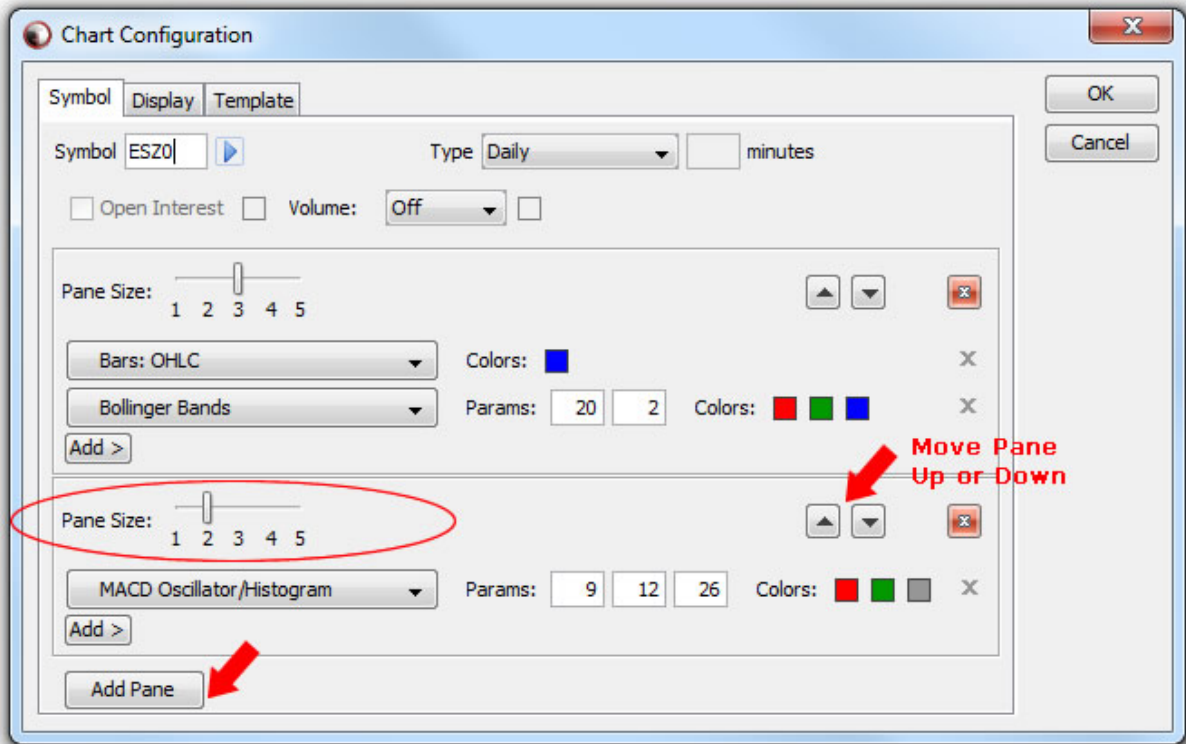 Chart Configuration
Symbol Display Template
OK
Symbol ESZ0 Type Daily minutes
Cancel
Open Interest Volume: Off
Pane Size:
1 2 3 4 5
Bars: OHLC Colors: X
Bollinger Bands Params: 20 2 Colors: X
Add >
Move Pane
Up or Down
Pane Size:
1 2 3 4 5
MACD Oscillator/Histogram Params: 9 12 26 Colors: X
Add >
Add Pane